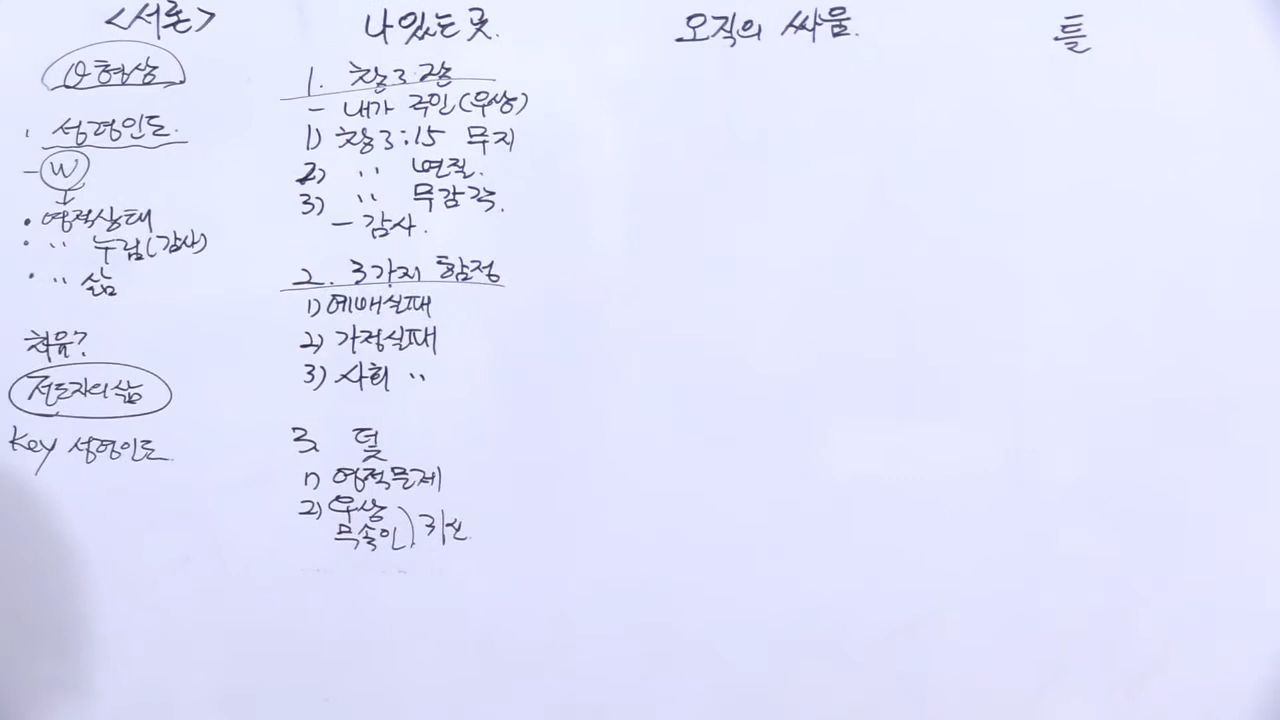 <서론>
형상
1. 성령인도.
- W
• 영적상태
• 〃 누림(감사)
• 〃 삶
치유?
전도자의 삶
Key 성령인도
나 있는 곳.
1. 창3장
- 내가 주인(우상)
1) 창3:15 무지
2) 〃 변질.
3) 〃 무감각.
- 감사.
2. 3가지 함정
1) 예배실태
2) 가정실태
3) 사회 〃
3. 덫
1) 영적문제
2) 우상
무속인) 귀신.
오직의 싸움.
틀